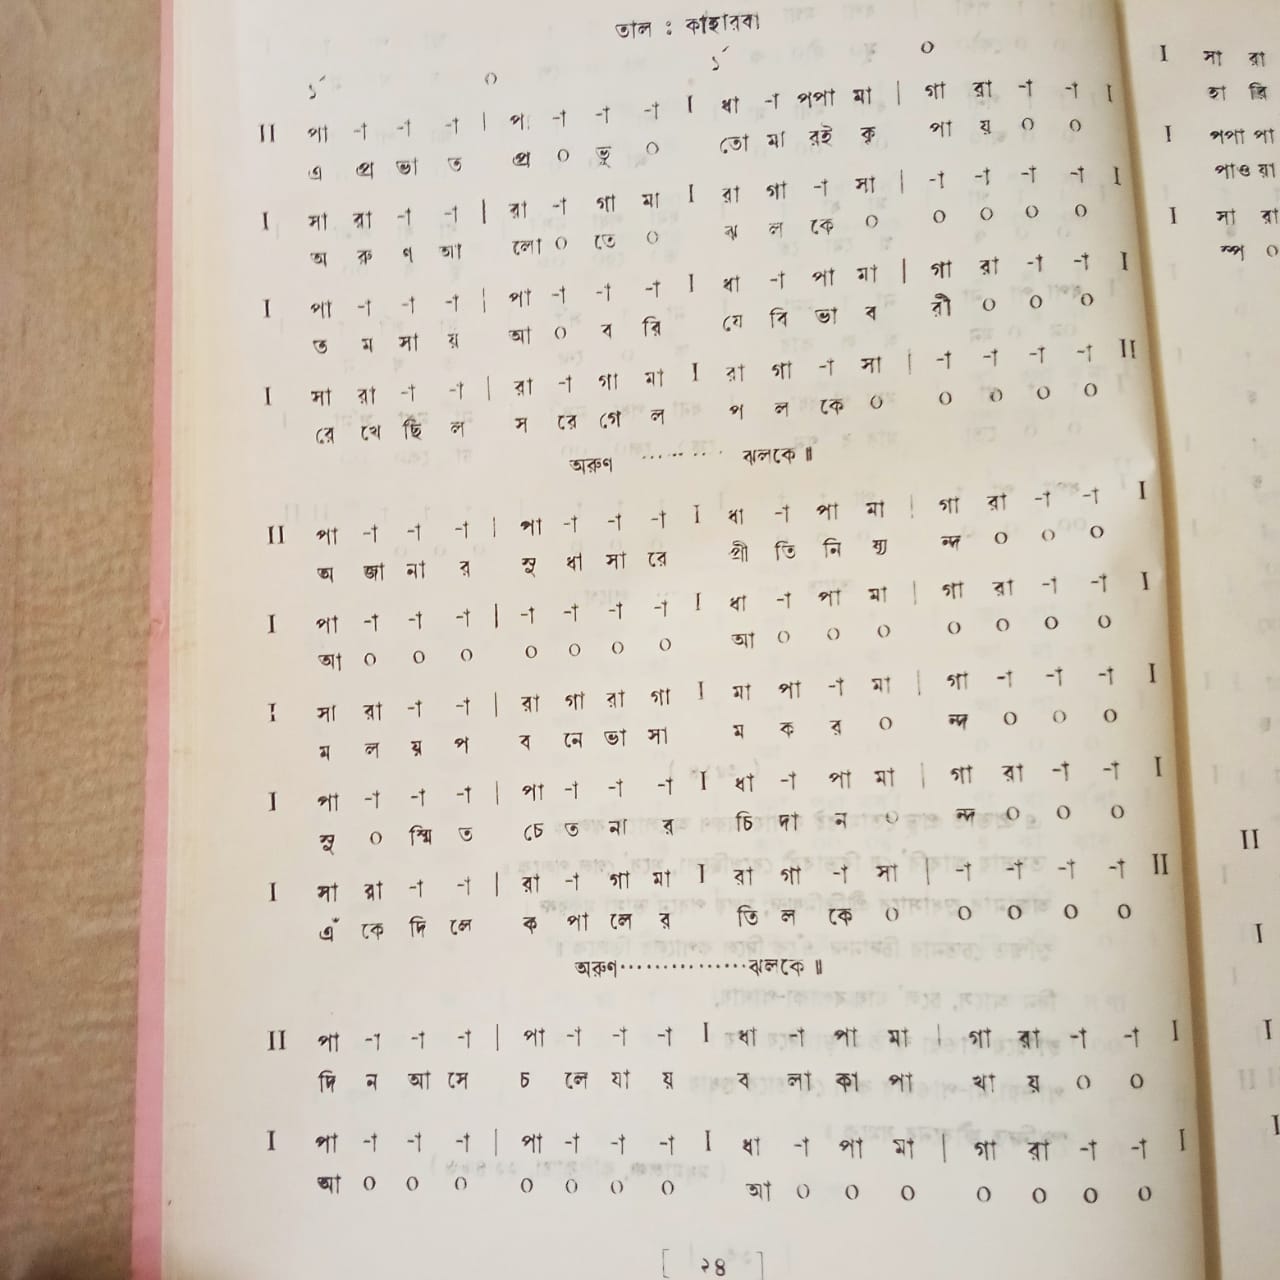 তাল : কাহারবা
১´ ০ ১´ ০
II পা -া -া -া | পা -া -া -া I ধা -া পপা মা | গা রা -া -া I
এ প্র ভা ত প্র ০ ভু ০ তো মা রই কৃ পা য় ০ ০
I সা রা -া -া | রা -া গা মা I রা গা -া সা | -া -া -া -া I
অ রু ণ আ লো ০ তে ০ ঝ ল কে ০ ০ ০ ০ ০
I পা -া -া -া | পা -া -া -া I ধা -া পা মা | গা রা -া -া I
ত ম সা য় আ ০ ব রি যে বি ভা ব রী ০ ০ ০
I সা রা -া -া | রা -া গা মা I রা গা -া সা | -া -া -া -া II
রে খে ছি ল স রে গে ল প ল কে ০ ০ ০ ০ ০
অরুণ ........ ঝলকে ॥
II পা -া -া -া | পা -া -া -া I ধা -া পা মা | গা রা -া -া I
অ জা না র সু ধা সা রে প্রী তি নি ষ্য ন্দ ০ ০ ০
I পা -া -া -া | -া -া -া -া I ধা -া পা মা | গা রা -া -া I
আ ০ ০ ০ ০ ০ ০ ০ আ ০ ০ ০ ০ ০ ০ ০
I সা রা -া -া | রা গা রা গা I মা পা -া মা | গা -া -া -া I
ম ল য় প ব নে ভা সা ম ক র ০ ন্দ ০ ০ ০
I পা -া -া -া | পা -া -া -া I ধা -া পা মা | গা রা -া -া I
সু ০ স্মি ত চে ত না র চি দা ন ০ ন্দ ০ ০ ০
I সা রা -া -া | রা -া গা মা I রা গা -া সা | -া -া -া -া II
এঁ কে দি লে ক পা লে র তি ল কে ০ ০ ০ ০ ০
অরুণ...............ঝলকে ॥
II পা -া -া -া | পা -া -া -া I ধা -া পা মা | গা রা -া -া I
দি ন আ সে চ লে যা য় ব লা কা পা খা য় ০ ০
I পা -া -া -া | পা -া -া -া I ধা -া পা মা | গা রা -া -া I
আ ০ ০ ০ ০ ০ ০ ০ আ ০ ০ ০ ০ ০ ০ ০
[ ২৪ ]
I সা রা
I পপা পা
পাও য়া
I সা রা
স্প ০
II
I
I
I